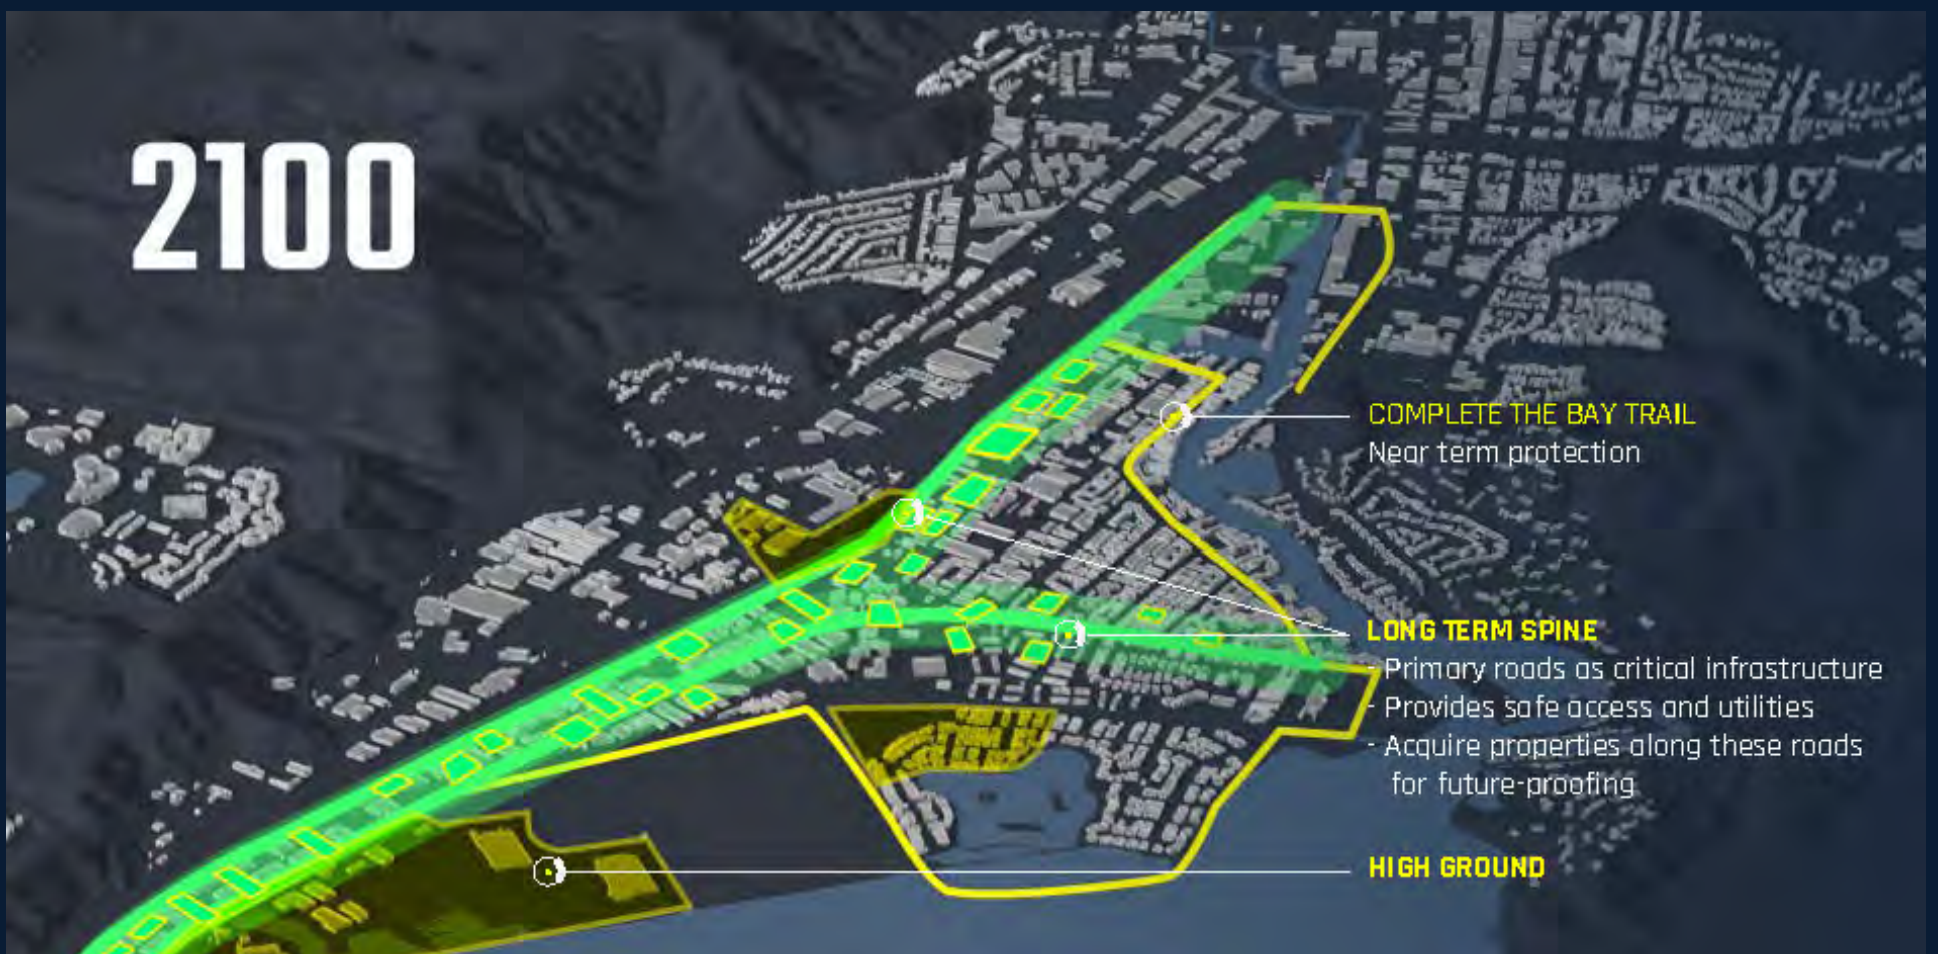 2100
COMPLETE THE BAY TRAIL
Near term protection
LONG TERM SPINE
- Primary roads as critical infrastructure
- Provides safe access and utilities
- Acquire properties along these roads
for future-proofing
HIGH GROUND